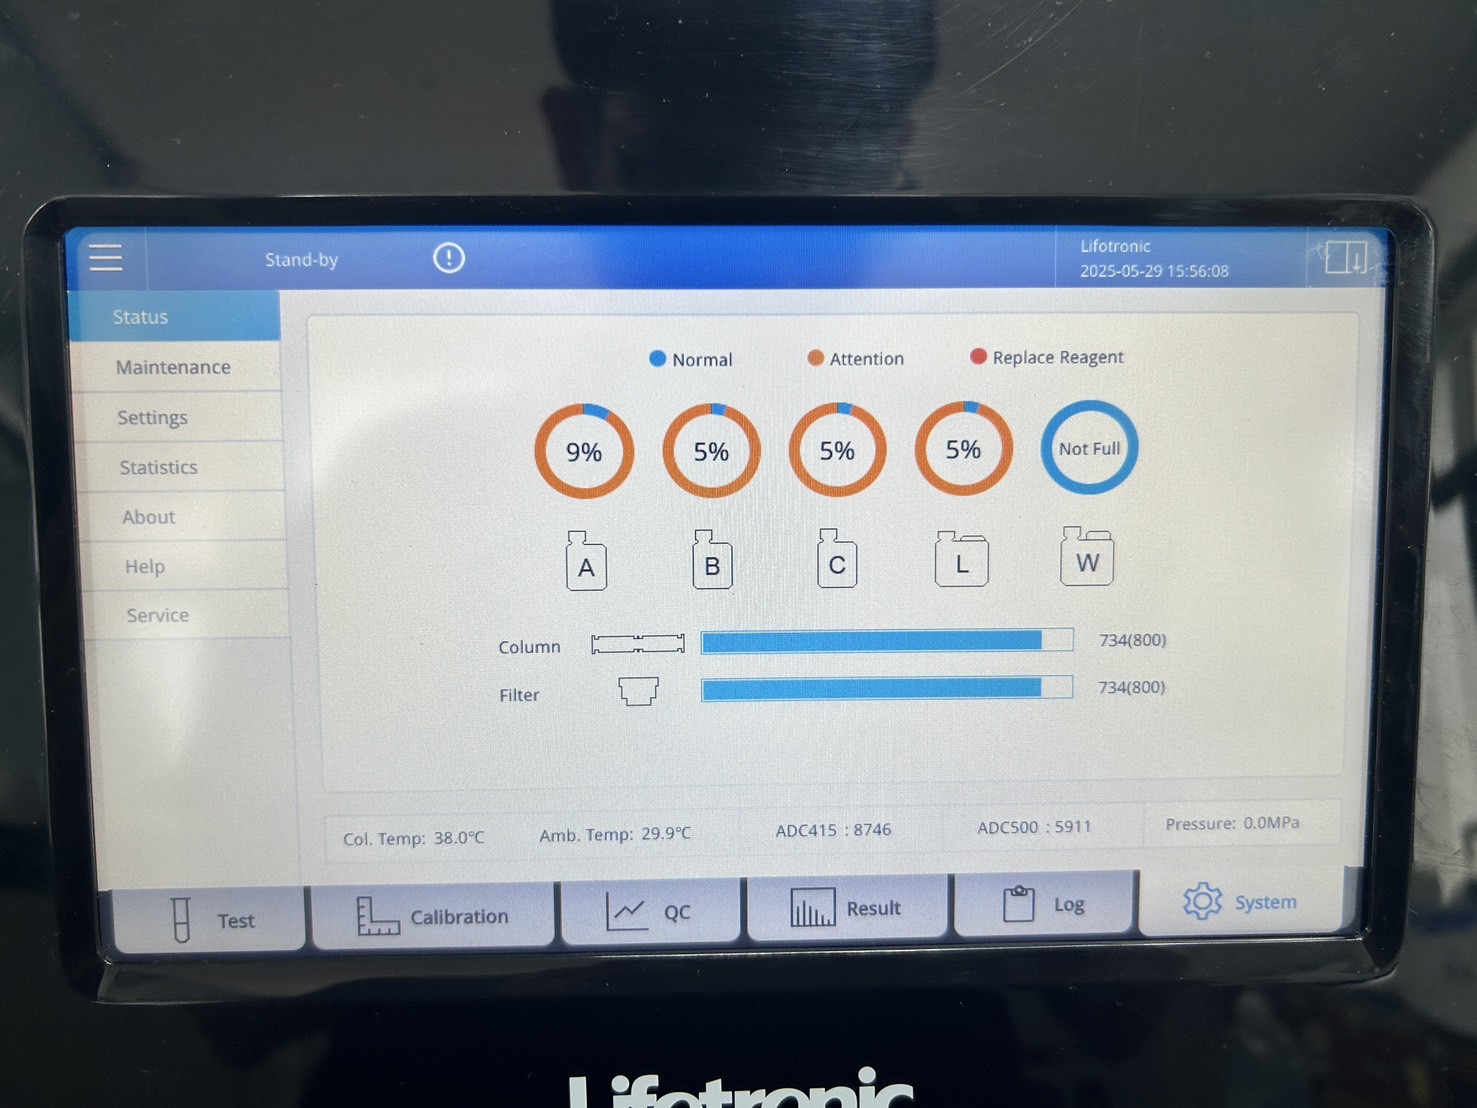 Stand-by
Lifotronic
2025-05-29 15:56:08
Status
Maintenance
Settings
Statistics
About
Help
Service
Normal Attention Replace Reagent
9% 5% 5% 5% Not Full
A B C L W
Column 734(800)
Filter 734(800)
Col. Temp: 38.0℃ Amb. Temp: 29.9℃ ADC415 : 8746 ADC500 : 5911 Pressure: 0.0MPa
Test Calibration QC Result Log System
Lifotronic